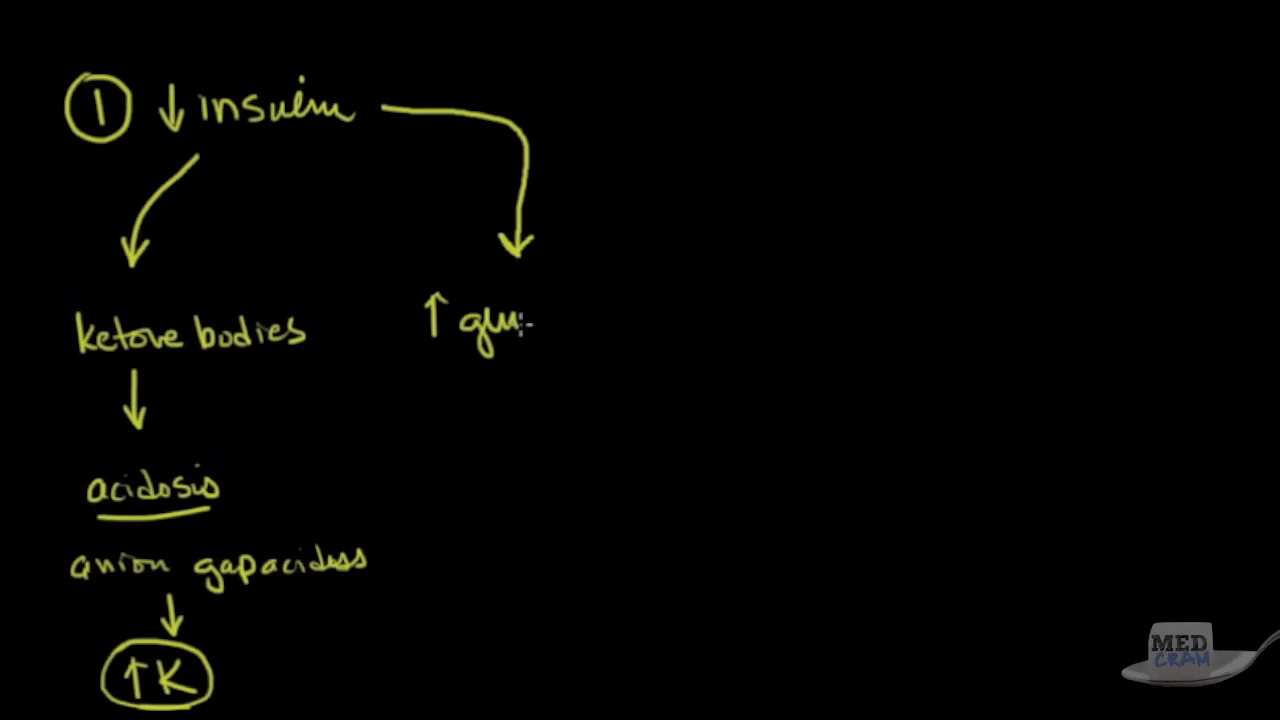 1 ↓ insulin
ketone bodies
↑ glu
acidosis
anion gap acidosis
↑ K
MED
CRAM